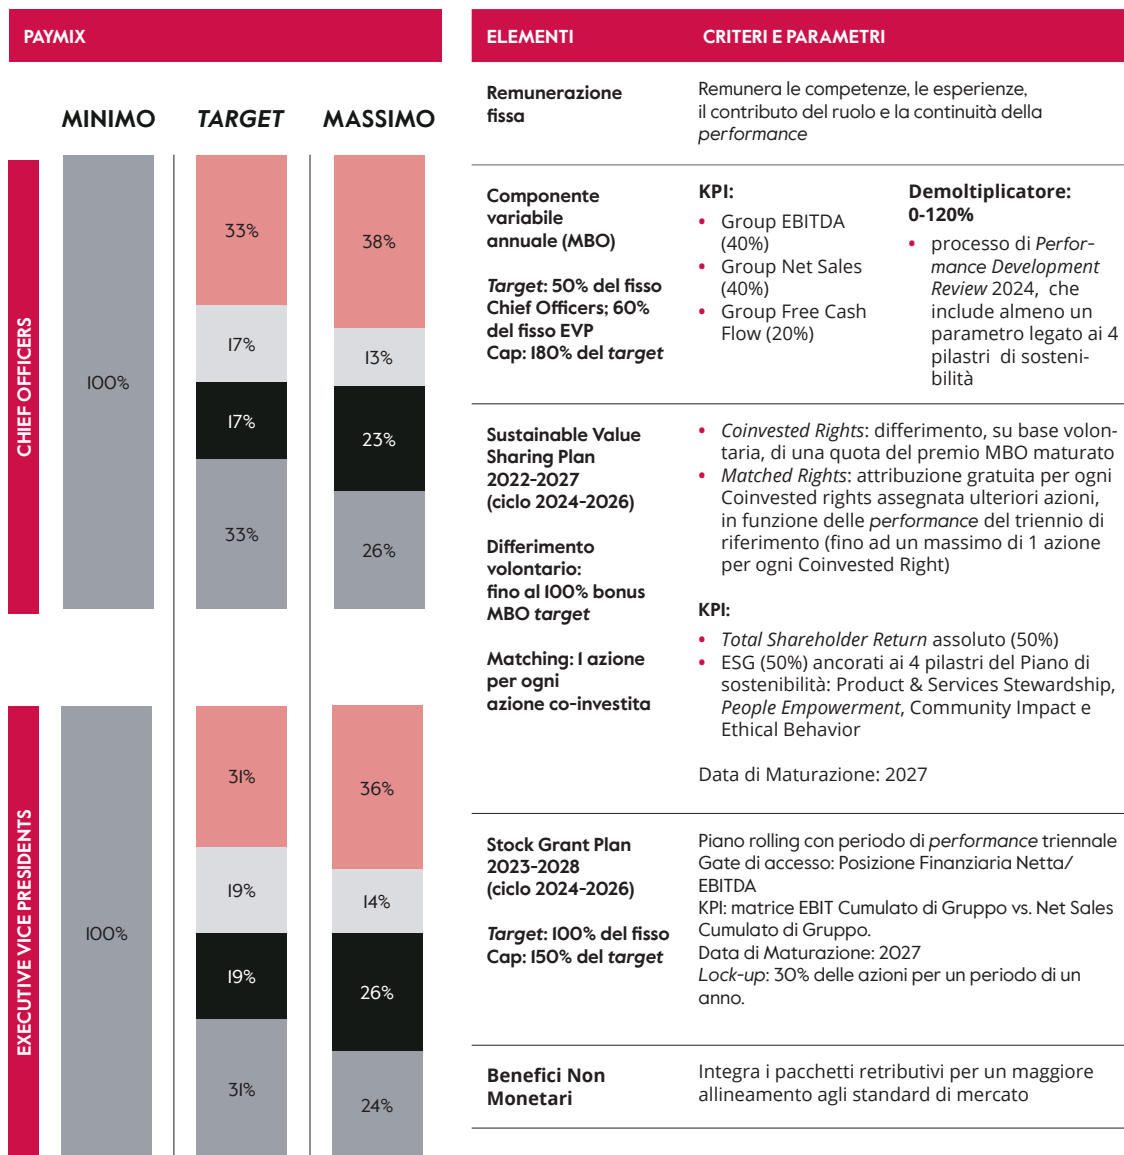 PAYMIX
MINIMO
TARGET
MASSIMO
CHIEF OFFICERS
100%
33%
17%
17%
33%
38%
13%
23%
26%
EXECUTIVE VICE PRESIDENTS
100%
31%
19%
19%
31%
36%
14%
26%
24%
ELEMENTI
CRITERI E PARAMETRI
Remunerazione
fissa
Remunera le competenze, le esperienze,
il contributo del ruolo e la continuità della
performance
Componente
variabile
annuale (MBO)
Target: 50% del fisso
Chief Officers; 60%
del fisso EVP
Cap: 180% del target
KPI:
• Group EBITDA
(40%)
• Group Net Sales
(40%)
• Group Free Cash
Flow (20%)
Demoltiplicatore:
0-120%
• processo di Perfor-
mance Development
Review 2024, che
include almeno un
parametro legato ai 4
pilastri di sosteni-
bilità
Sustainable Value
Sharing Plan
2022-2027
(ciclo 2024-2026)
Differimento
volontario:
fino al 100% bonus
MBO target
Matching: 1 azione
per ogni
azione co-investita
• Coinvested Rights: differimento, su base volon-
taria, di una quota del premio MBO maturato
• Matched Rights: attribuzione gratuita per ogni
Coinvested rights assegnata ulteriori azioni,
in funzione delle performance del triennio di
riferimento (fino ad un massimo di 1 azione
per ogni Coinvested Right)
KPI:
• Total Shareholder Return assoluto (50%)
• ESG (50%) ancorati ai 4 pilastri del Piano di
sostenibilità: Product & Services Stewardship,
People Empowerment, Community Impact e
Ethical Behavior
Data di Maturazione: 2027
Stock Grant Plan
2023-2028
(ciclo 2024-2026)
Target: 100% del fisso
Cap: 150% del target
Piano rolling con periodo di performance triennale
Gate di accesso: Posizione Finanziaria Netta/
EBITDA
KPI: matrice EBIT Cumulato di Gruppo vs. Net Sales
Cumulato di Gruppo.
Data di Maturazione: 2027
Lock-up: 30% delle azioni per un periodo di un
anno.
Benefici Non
Monetari
Integra i pacchetti retributivi per un maggiore
allineamento agli standard di mercato